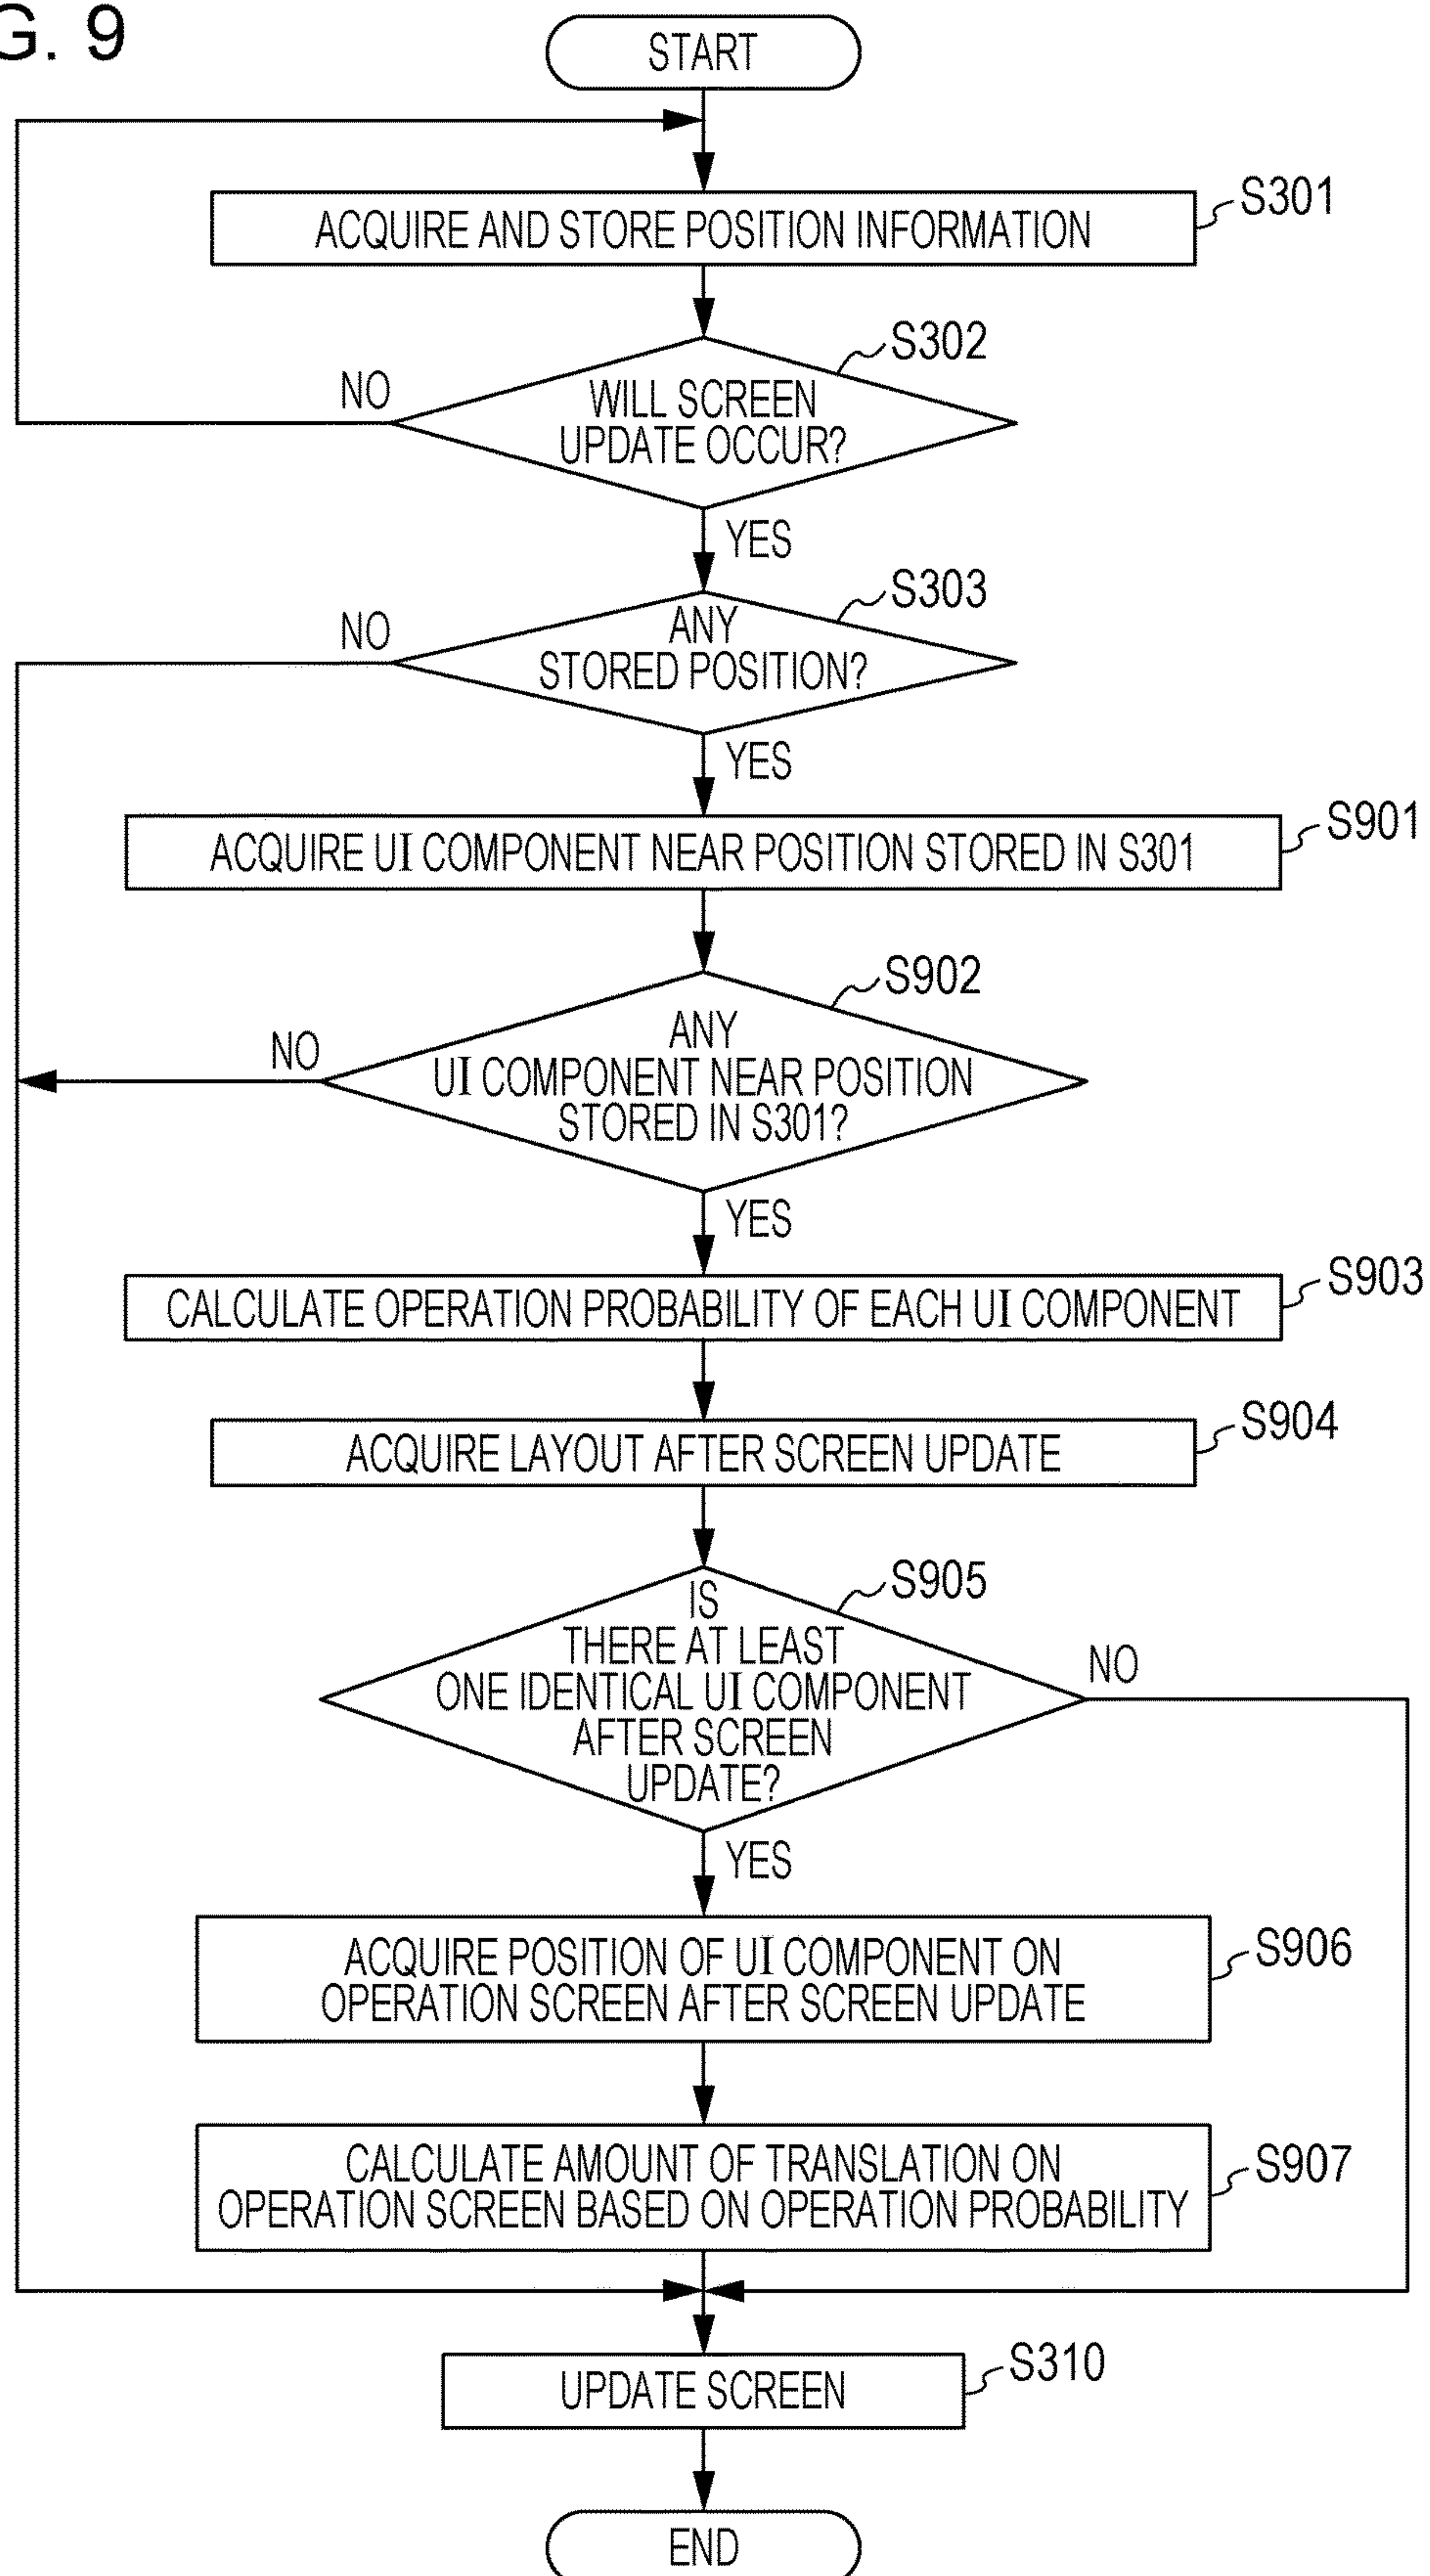 G. 9
START
ACQUIRE AND STORE POSITION INFORMATION
S301
S302
NO
WILL SCREEN
UPDATE OCCUR?
YES
S303
NO
ANY
STORED POSITION?
YES
S901
ACQUIRE UI COMPONENT NEAR POSITION STORED IN S301
S902
NO
ANY
UI COMPONENT NEAR POSITION
STORED IN S301?
YES
S903
CALCULATE OPERATION PROBABILITY OF EACH UI COMPONENT
S904
ACQUIRE LAYOUT AFTER SCREEN UPDATE
S905
IS
THERE AT LEAST
ONE IDENTICAL UI COMPONENT
AFTER SCREEN
UPDATE?
NO
YES
S906
ACQUIRE POSITION OF UI COMPONENT ON
OPERATION SCREEN AFTER SCREEN UPDATE
S907
CALCULATE AMOUNT OF TRANSLATION ON
OPERATION SCREEN BASED ON OPERATION PROBABILITY
S310
UPDATE SCREEN
END